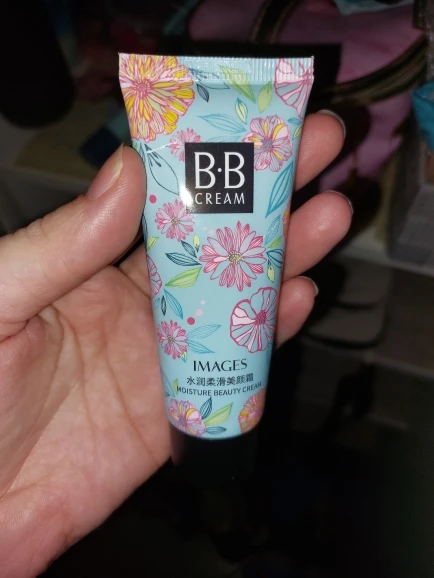 B·B
CREAM
IMAGES
水润柔滑美颜霜
MOISTURE BEAUTY CREAM